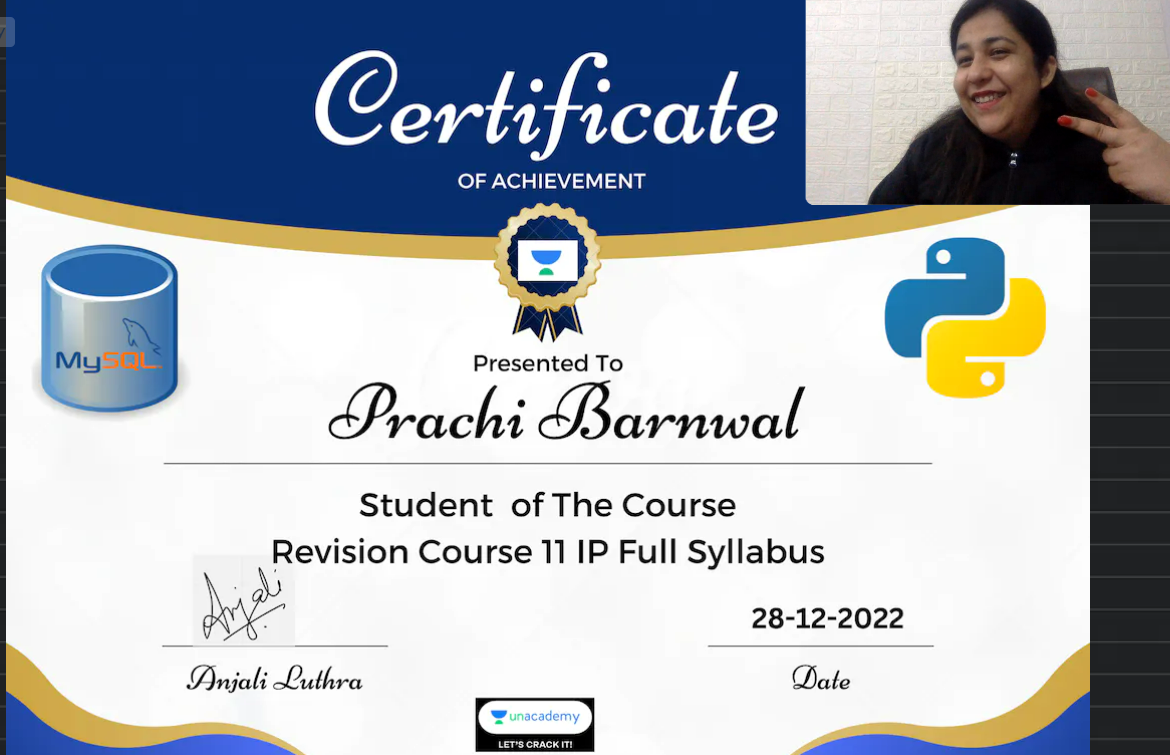 Certificate
OF ACHIEVEMENT
MySQL
Presented To
Prachi Barnwal
Student of The Course
Revision Course 11 IP Full Syllabus
Anjali
28-12-2022
Anjali Luthra
Date
unacademy
LET'S CRACK IT!